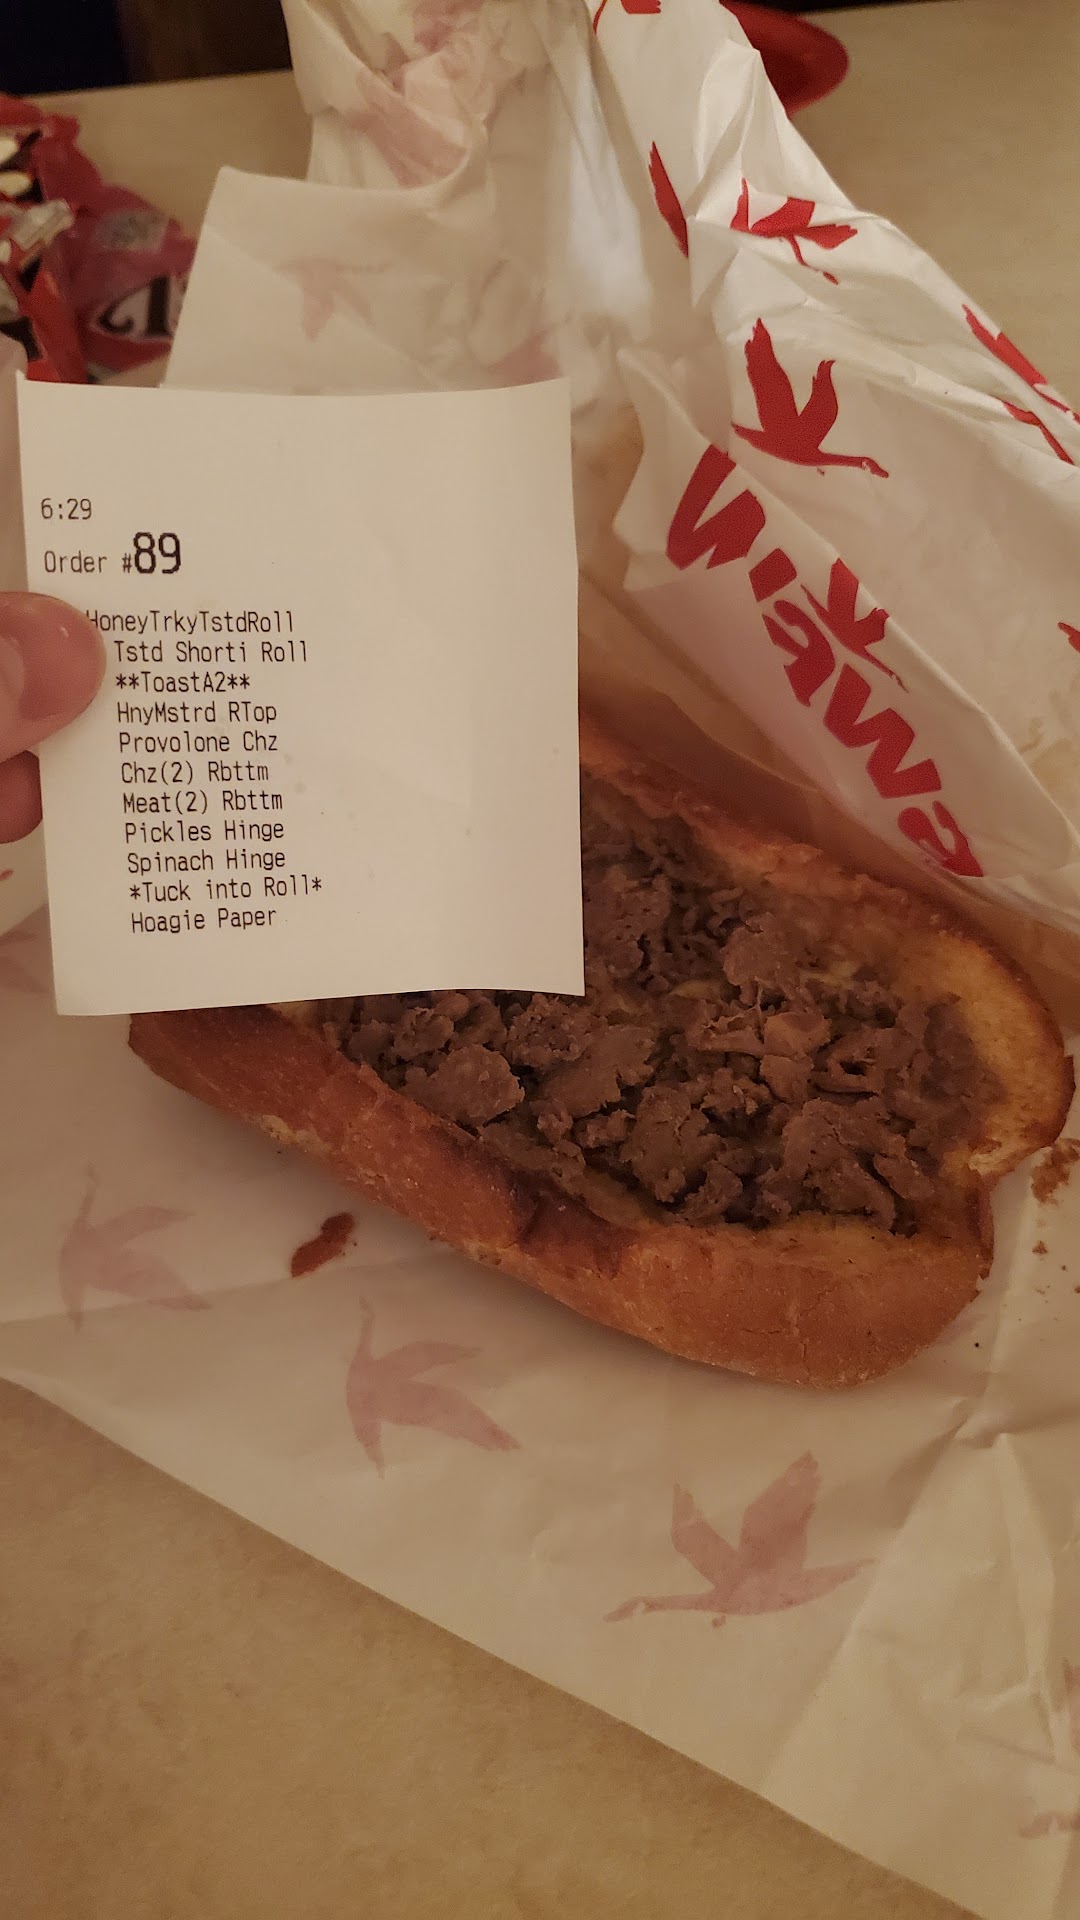 6:29
Order #89
HoneyTrkyTstdRoll
Tstd Shorti Roll
**ToastA2**
HnyMstrd RTop
Provolone Chz
Chz(2) Rbttm
Meat(2) Rbttm
Pickles Hinge
Spinach Hinge
*Tuck into Roll*
Hoagie Paper
Wawa